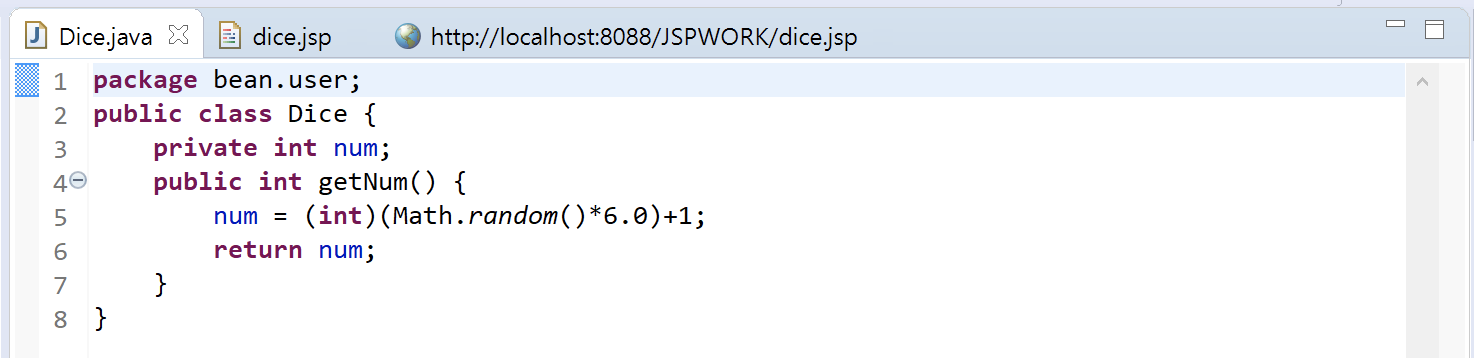 Dice.java dice.jsp http://localhost:8088/JSPWORK/dice.jsp
1 package bean.user;
2 public class Dice {
3     private int num;
4     public int getNum() {
5         num = (int)(Math.random()*6.0)+1;
6         return num;
7     }
8 }